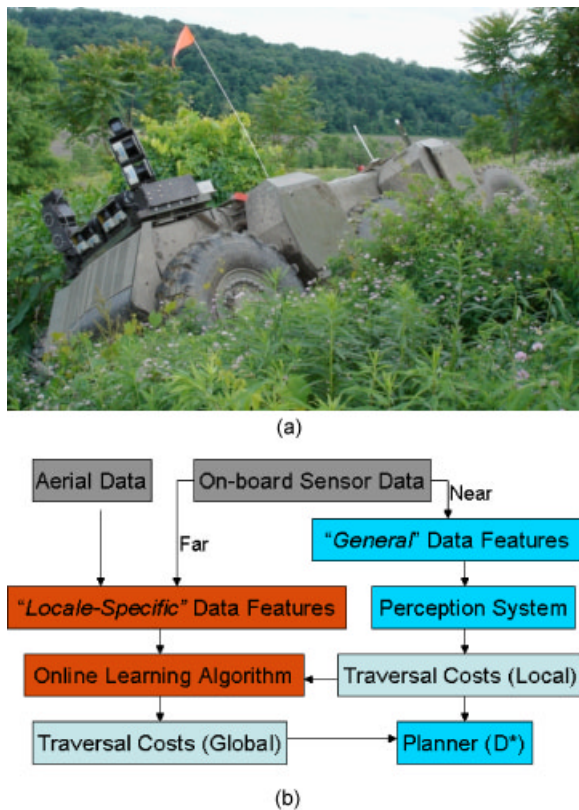 (a)
Aerial Data
On-board Sensor Data
Near
Far
"General" Data Features
"Locale-Specific" Data Features
Perception System
Online Learning Algorithm
Traversal Costs (Local)
Traversal Costs (Global)
Planner (D*)
(b)